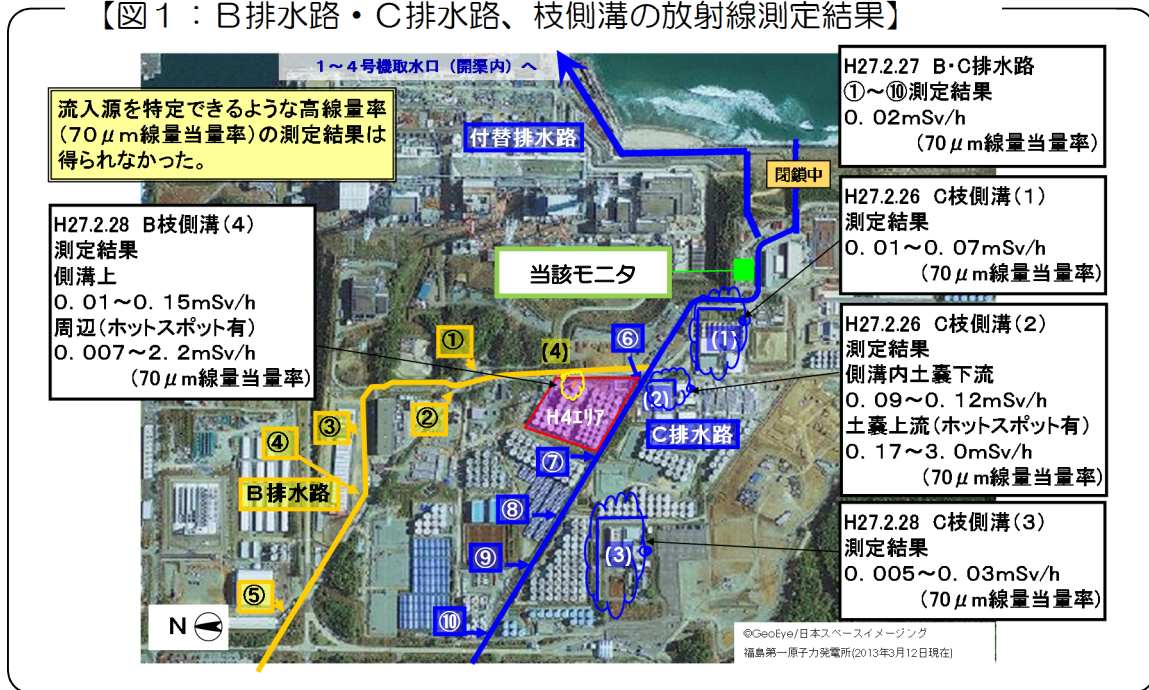 【図1:B排水路・C排水路、枝側溝の放射線測定結果】
1~4号機取水口(開渠内)へ
流入源を特定できるような高線量率
(70μm線量当量率)の測定結果は
得られなかった。
付替排水路
閉鎖中
H27.2.27 B・C排水路
①~⑩測定結果
0.02mSv/h
(70μm線量当量率)
H27.2.26 C枝側溝(1)
測定結果
0.01~0.07mSv/h
(70μm線量当量率)
H27.2.28 B枝側溝(4)
測定結果
側溝上
0.01~0.15mSv/h
周辺(ホットスポット有)
0.007~2.2mSv/h
(70μm線量当量率)
当該モニタ
H27.2.26 C枝側溝(2)
測定結果
側溝内土嚢下流
0.09~0.12mSv/h
土嚢上流(ホットスポット有)
0.17~3.0mSv/h
(70μm線量当量率)
①
(4)
⑥
(1)
②
H4エリア
(2)
③
C排水路
④
⑦
B排水路
⑧
H27.2.28 C枝側溝(3)
測定結果
0.005~0.03mSv/h
(70μm線量当量率)
⑨
(3)
⑤
⑩
N
©GeoEye/日本スペースイメージング
福島第一原子力発電所(2013年3月12日現在)